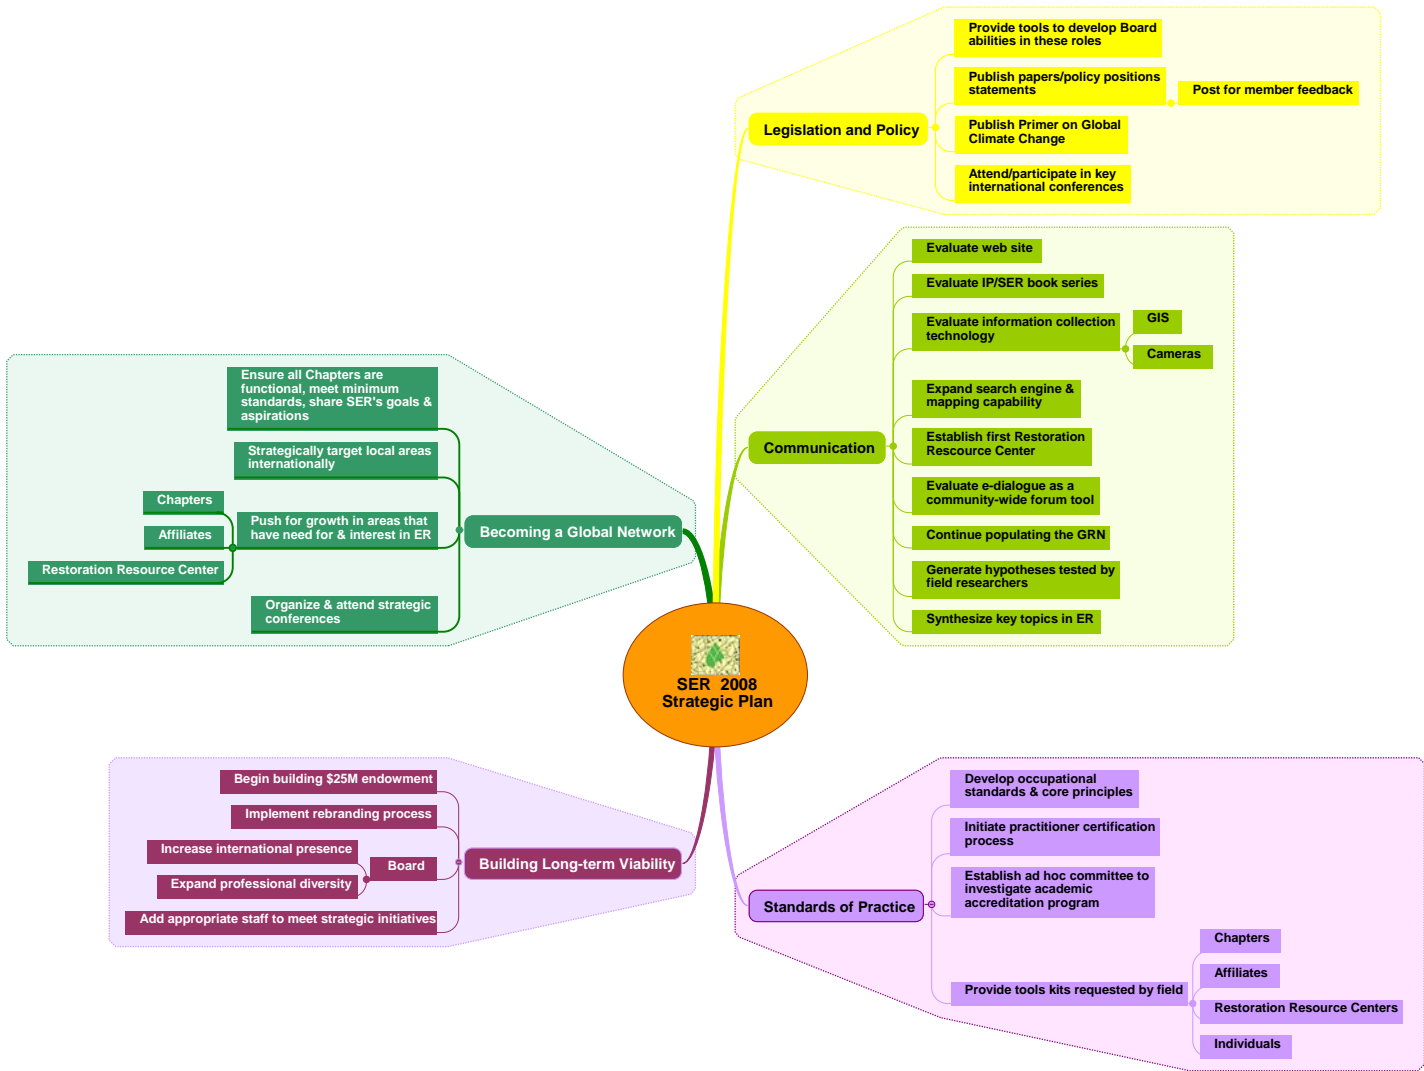 Provide tools to develop Board
abilities in these roles
Publish papers/policy positions
statements
Post for member feedback
Legislation and Policy
Publish Primer on Global
Climate Change
Attend/participate in key
international conferences
Evaluate web site
Evaluate IP/SER book series
Evaluate information collection
technology
GIS
Cameras
Expand search engine &
mapping capability
Communication
Establish first Restoration
Rescource Center
Evaluate e-dialogue as a
community-wide forum tool
Continue populating the GRN
Generate hypotheses tested by
field researchers
Synthesize key topics in ER
Ensure all Chapters are
functional, meet minimum
standards, share SER's goals &
aspirations
Strategically target local areas
internationally
Chapters
Affiliates
Restoration Resource Center
Push for growth in areas that
have need for & interest in ER
Becoming a Global Network
Organize & attend strategic
conferences
SER 2008
Strategic Plan
Begin building $25M endowment
Implement rebranding process
Increase international presence
Expand professional diversity
Board
Building Long-term Viability
Add appropriate staff to meet strategic initiatives
Develop occupational
standards & core principles
Initiate practitioner certification
process
Establish ad hoc committee to
investigate academic
accreditation program
Standards of Practice
Provide tools kits requested by field
Chapters
Affiliates
Restoration Resource Centers
Individuals